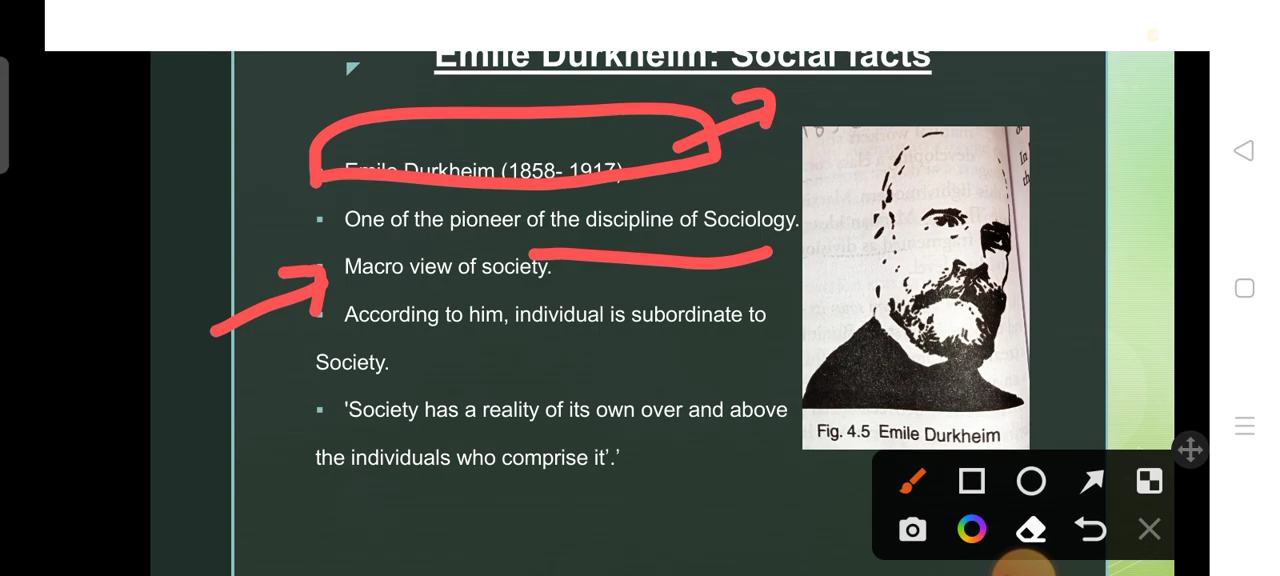 Emile Durkheim: Social facts
Emile Durkheim (1858- 1917)
One of the pioneer of the discipline of Sociology.
Macro view of society.
According to him, individual is subordinate to
Society.
'Society has a reality of its own over and above
the individuals who comprise it’.’
Fig. 4.5 Emile Durkheim